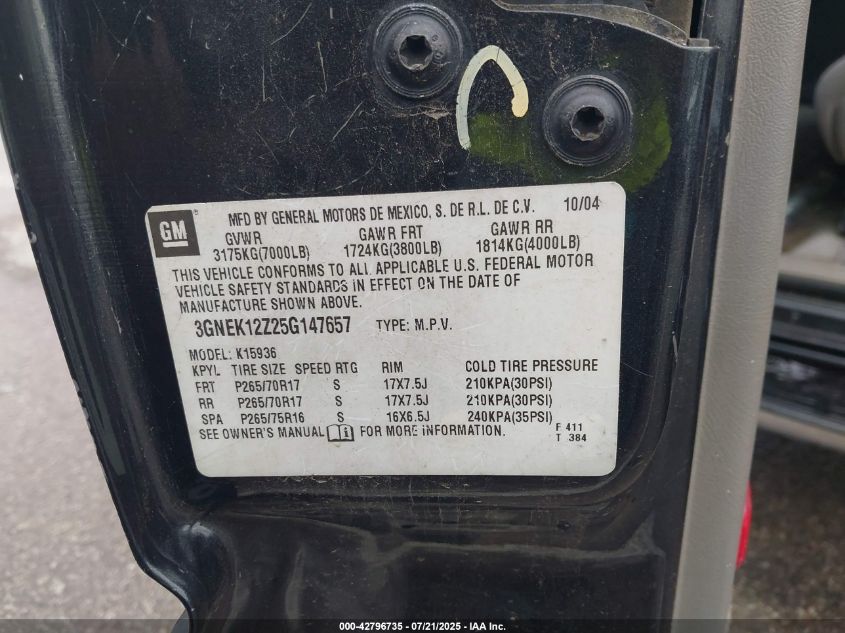 GM ®
MFD BY GENERAL MOTORS DE MEXICO, S. DE R.L. DE C.V. 10/04
GVWR GAWR FRT GAWR RR
3175KG(7000LB) 1724KG(3800LB) 1814KG(4000LB)
THIS VEHICLE CONFORMS TO ALL APPLICABLE U.S. FEDERAL MOTOR
VEHICLE SAFETY STANDARDS IN EFFECT ON THE DATE OF
MANUFACTURE SHOWN ABOVE.
3GNEK12Z25G147657 TYPE: M.P.V.
MODEL: K15936
KPYL TIRE SIZE SPEED RTG RIM COLD TIRE PRESSURE
FRT P265/70R17 S 17X7.5J 210KPA(30PSI)
RR P265/70R17 S 17X7.5J 210KPA(30PSI)
SPA P265/75R16 S 16X6.5J 240KPA(35PSI)
SEE OWNER'S MANUAL FOR MORE INFORMATION.
F 411
T 384
000-42796735 - 07/21/2025 - IAA Inc.